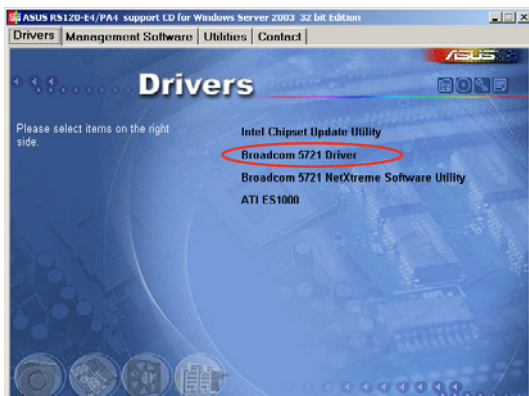 ASUS RS120-E4/PA4 support CD for Windows Server 2003 32 bit Edition
Drivers Management Software Utilities Contact
ASUS
Drivers
Please select items on the right
side.
Intel Chipset Update Utility
Broadcom 5721 Driver
Broadcom 5721 NetXtreme Software Utility
ATI ES1000